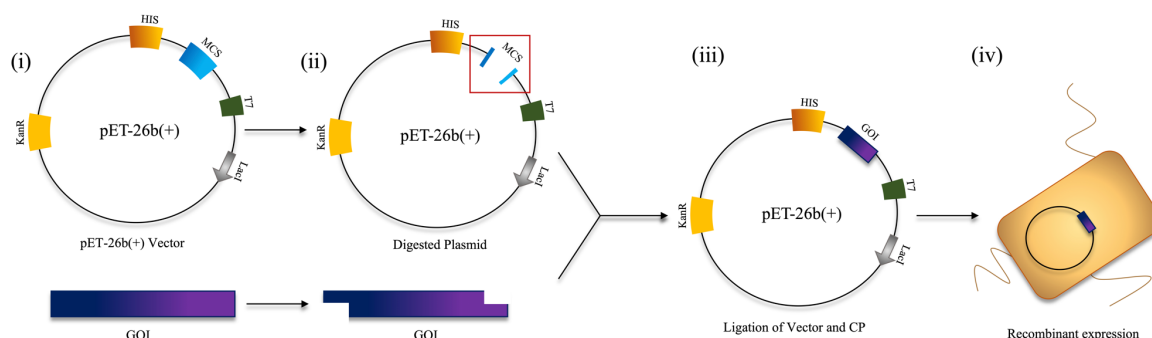 (i)
HIS
MCS
T7
LacI
KanR
pET-26b(+)
pET-26b(+) Vector
GOI
(ii)
HIS
MCS
T7
LacI
KanR
pET-26b(+)
Digested Plasmid
GOI
(iii)
HIS
GOI
T7
LacI
KanR
pET-26b(+)
Ligation of Vector and CP
(iv)
Recombinant expression